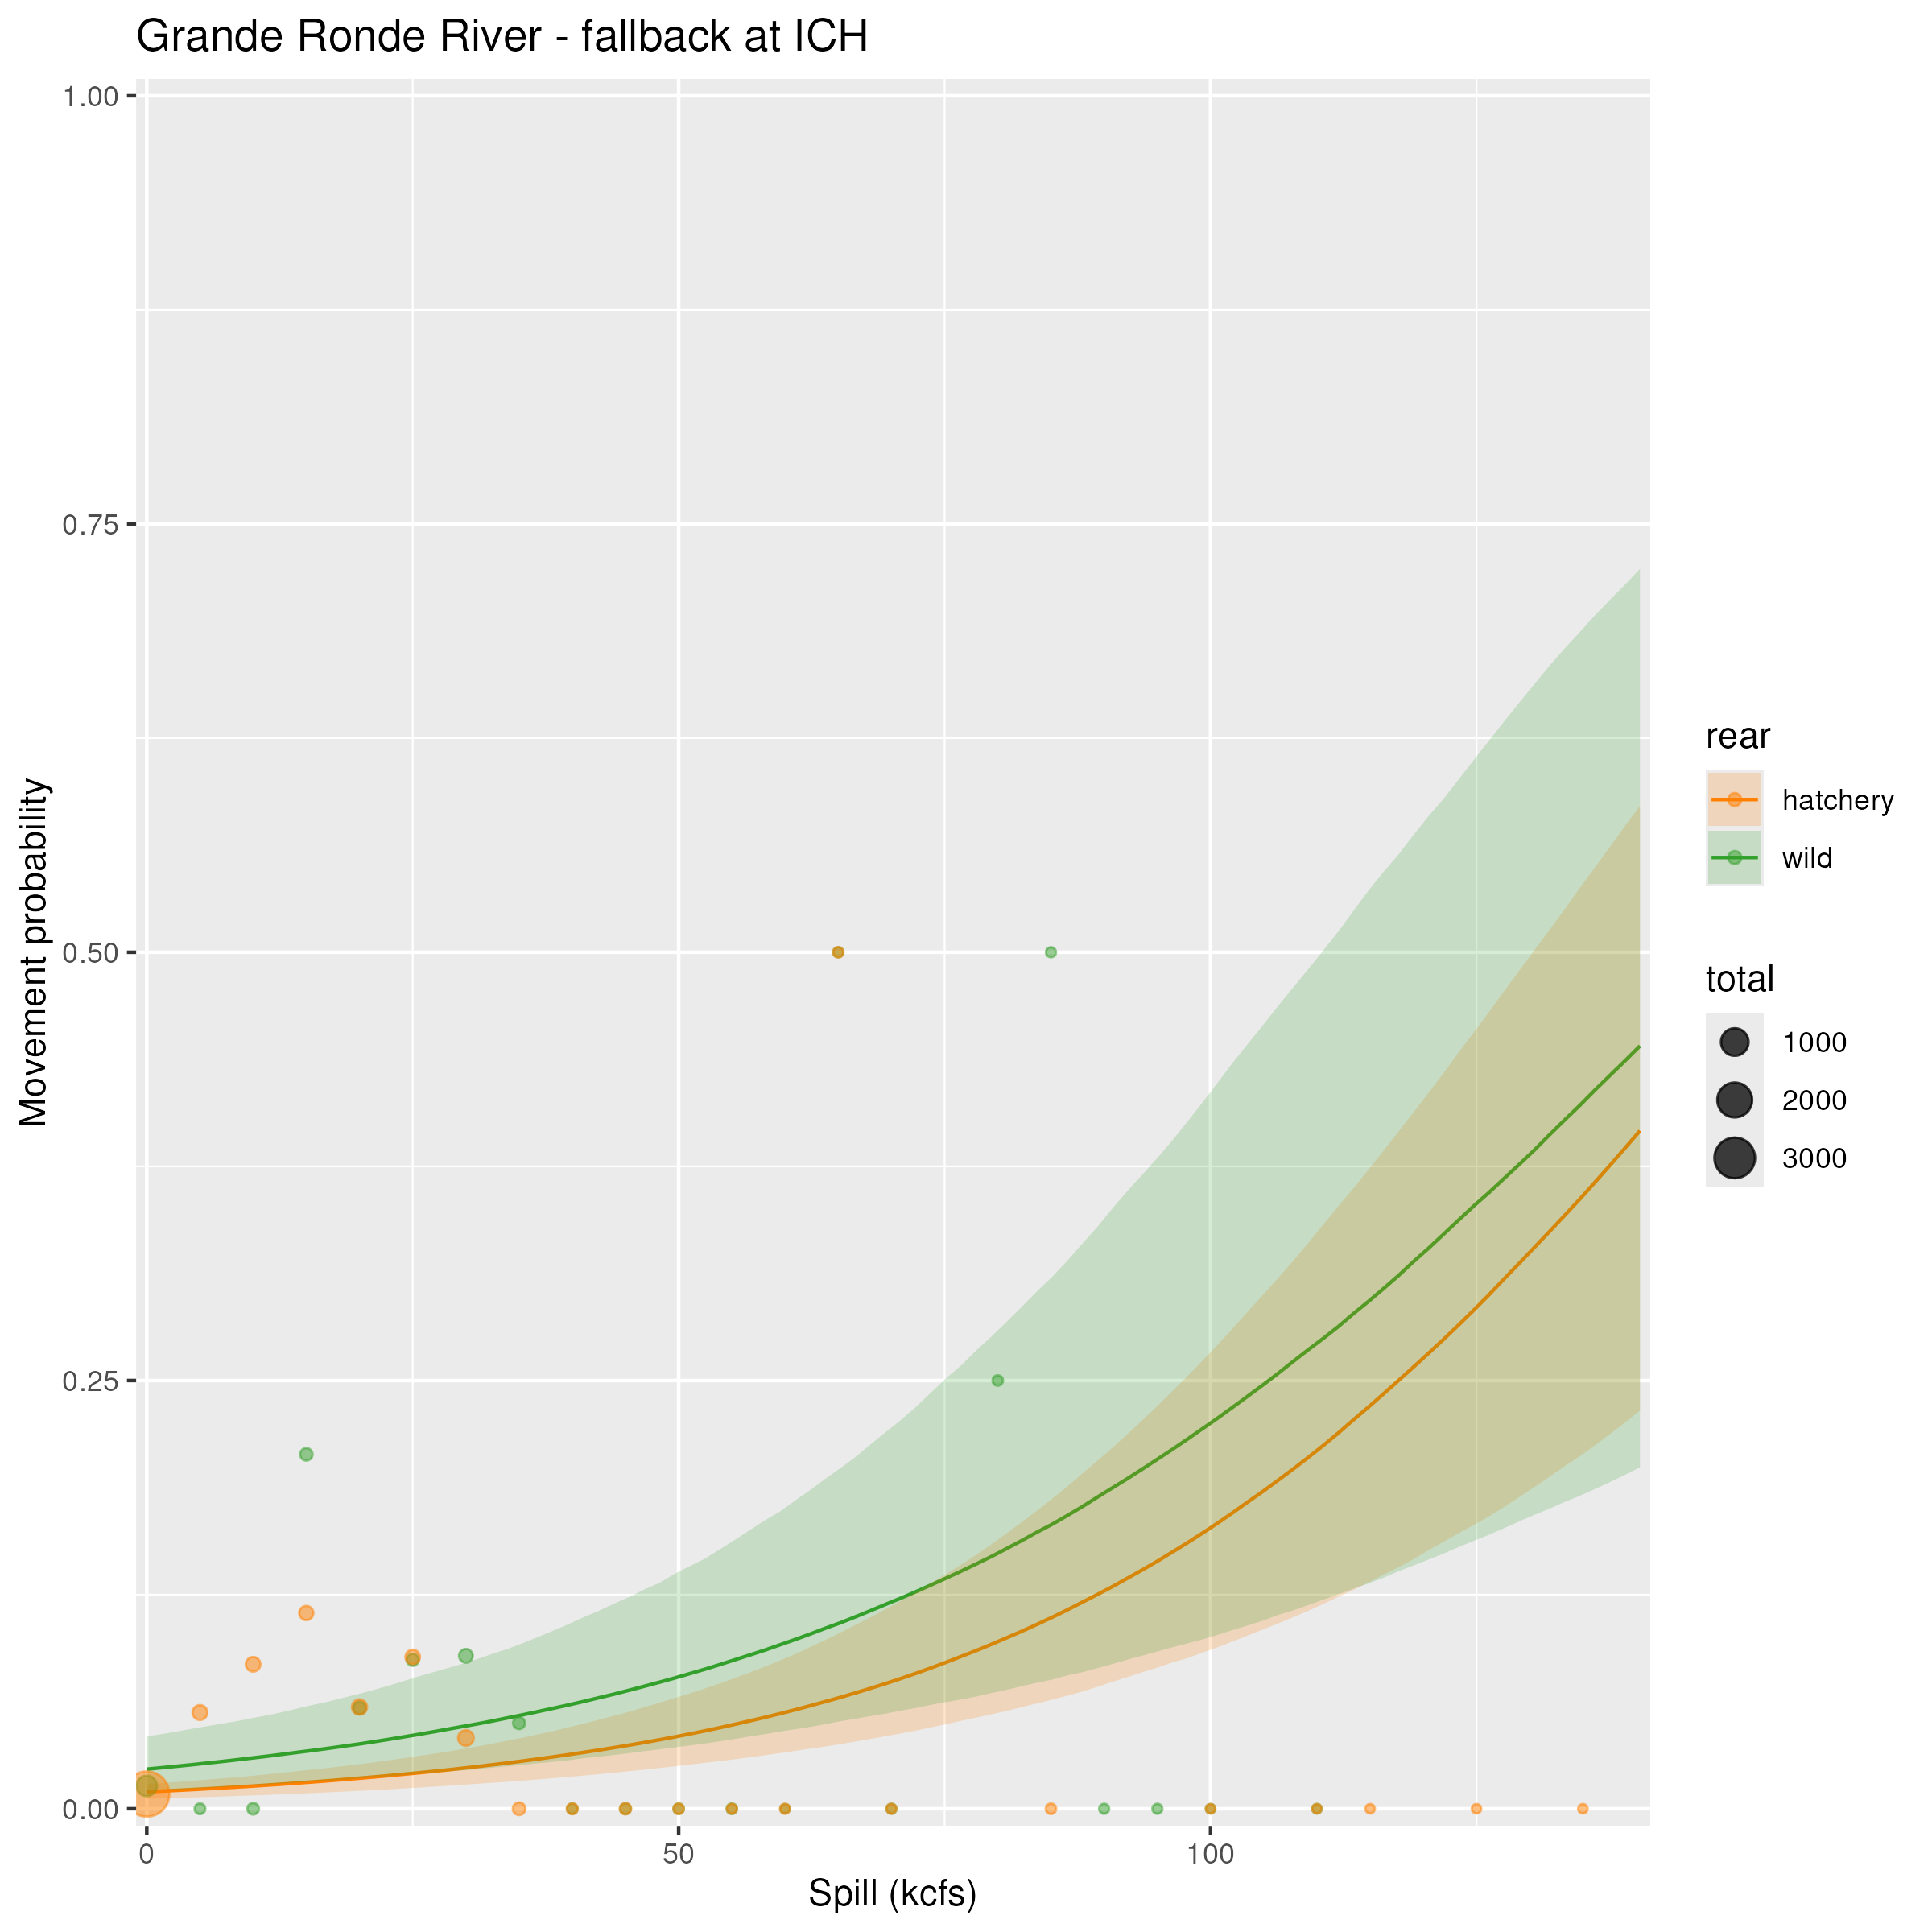 Grande Ronde River - fallback at ICH
Movement probability
1.00
0.75
0.50
0.25
0.00
0
50
100
Spill (kcfs)
rear
hatchery
wild
total
1000
2000
3000